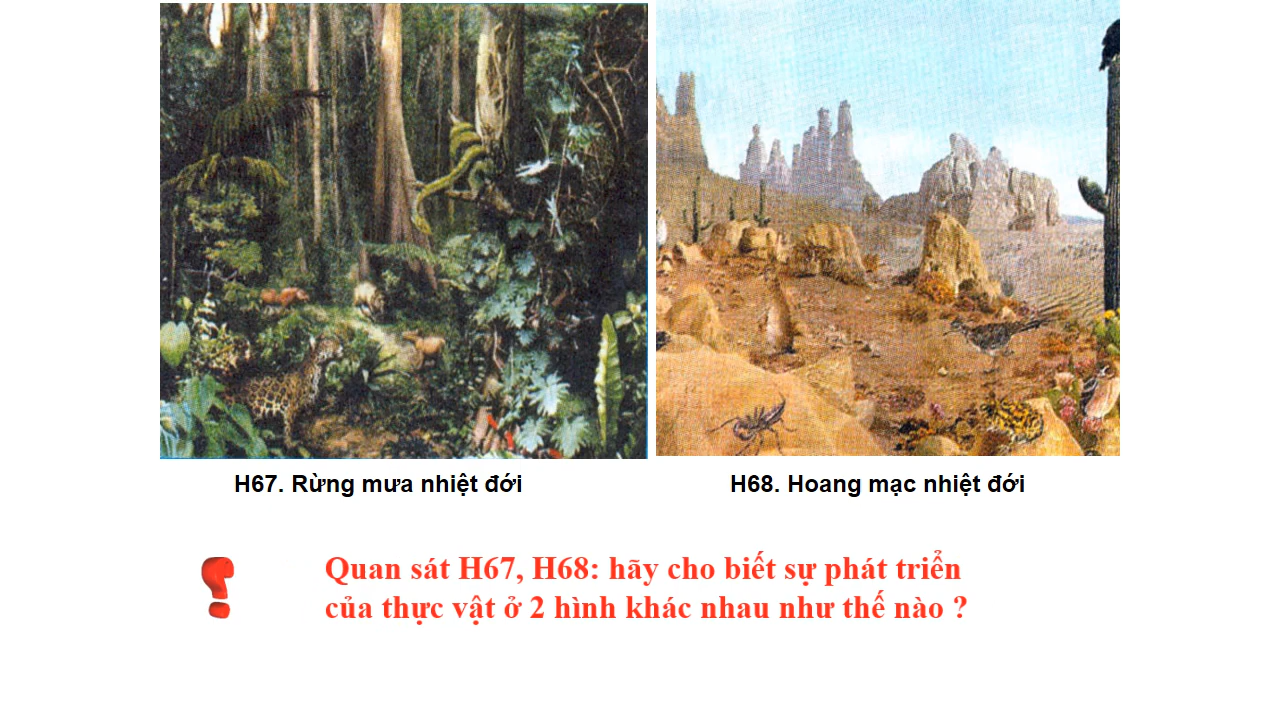 H67. Rừng mưa nhiệt đới
H68. Hoang mạc nhiệt đới
Quan sát H67, H68: hãy cho biết sự phát triển
của thực vật ở 2 hình khác nhau như thế nào ?